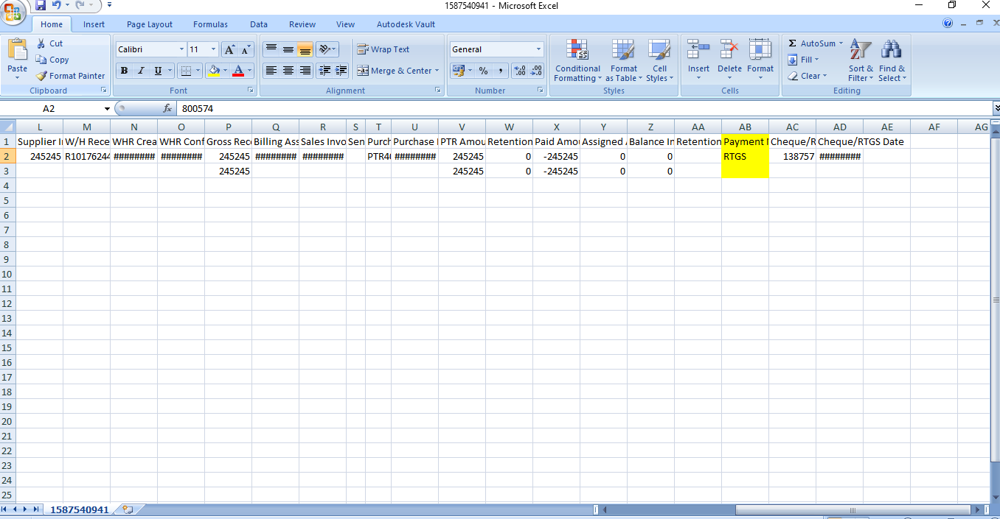 1587540941 - Microsoft Excel
Home Insert Page Layout Formulas Data Review View Autodesk Vault
Paste Cut Copy Format Painter
Clipboard
Calibri 11 A A
B I U A
Font
Wrap Text
Merge & Center
Alignment
General
% , .00 .0
Number
Conditional Formatting Format as Table Cell Styles
Styles
Insert Delete Format
Cells
Σ AutoSum Fill Clear Sort & Filter Find & Select
Editing
A2 fx 800574
L M N O P Q R S T U V W X Y Z AA AB AC AD AE AF AG
1 Supplier I W/H Rece WHR Crea WHR Conf Gross Rec Billing Ass Sales Invo Sen Purch Purchase PTR Amou Retention Paid Amou Assigned Balance In Retention Payment Cheque/R Cheque/RTGS Date
2 245245 R10176244 ######## ######## 245245 ######## ######## PTR4 ######## 245245 0 -245245 0 0 RTGS 138757 ########
3 245245 245245 0 -245245 0 0
4
5
6
7
8
9
10
11
12
13
14
15
16
17
18
19
20
21
22
23
24
25
1587540941